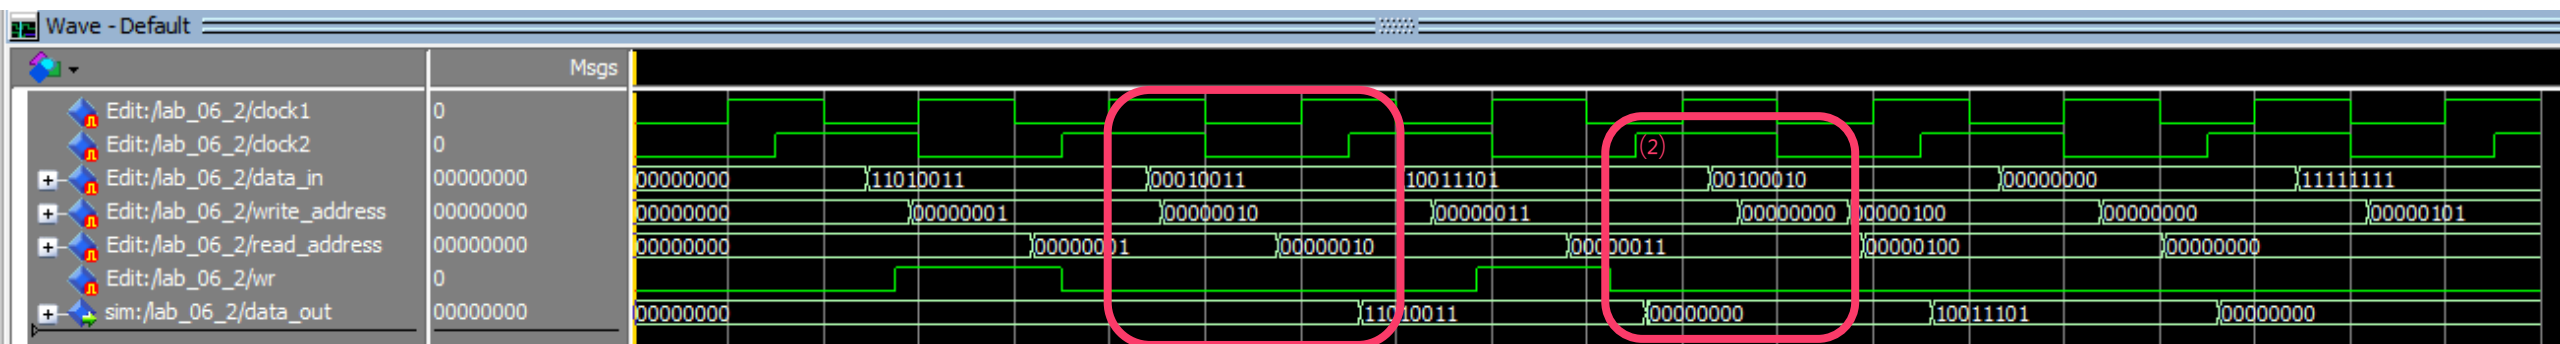 Wave - Default
Msgs
Edit:/lab_06_2/clock1 0
Edit:/lab_06_2/clock2 0 (2)
Edit:/lab_06_2/data_in 00000000 00000000 11010011 00010011 10011101 00100010 00000000 11111111
Edit:/lab_06_2/write_address 00000000 00000000 00000001 00000010 00000011 00000000 00000100 00000000 00000101
Edit:/lab_06_2/read_address 00000000 00000000 00000001 00000010 00000011 00000100 00000000
Edit:/lab_06_2/wr 0
sim:/lab_06_2/data_out 00000000 00000000 11010011 00000000 10011101 00000000